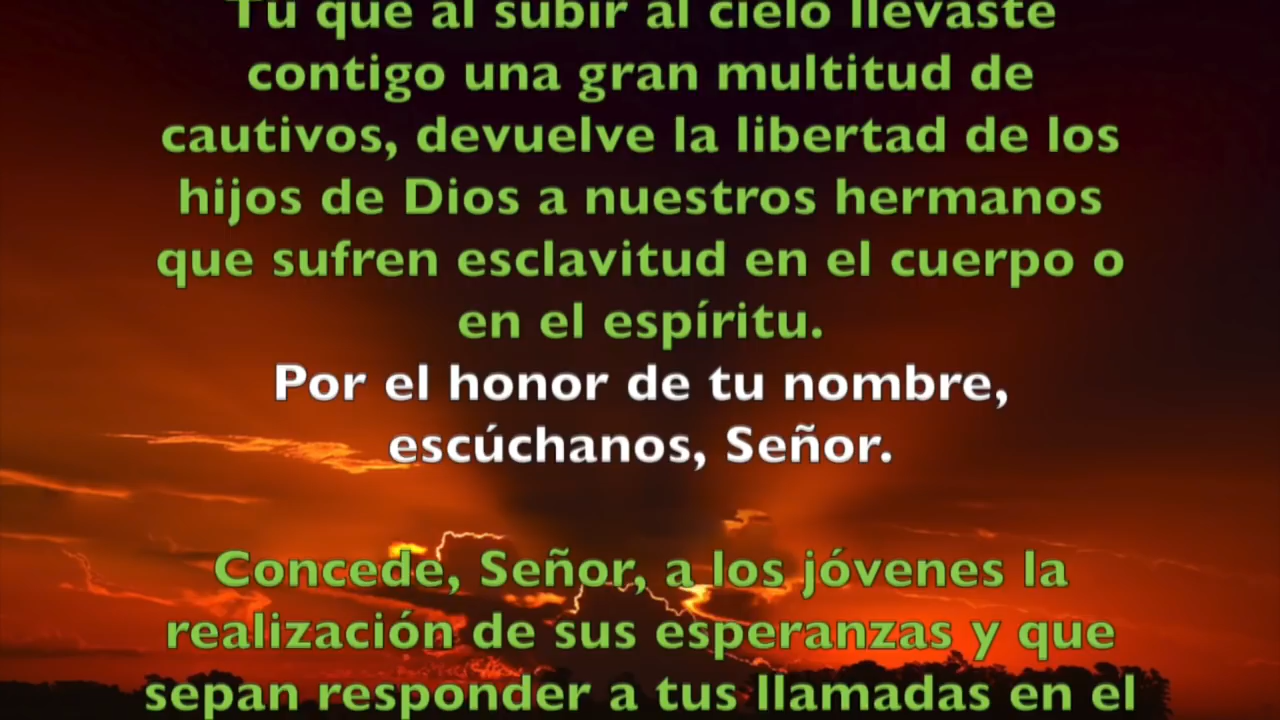 Tú que al subir al cielo llevaste
contigo una gran multitud de
cautivos, devuelve la libertad de los
hijos de Dios a nuestros hermanos
que sufren esclavitud en el cuerpo o
en el espíritu.
Por el honor de tu nombre,
escúchanos, Señor.
Concede, Señor, a los jóvenes la
realización de sus esperanzas y que
sepan responder a tus llamadas en el